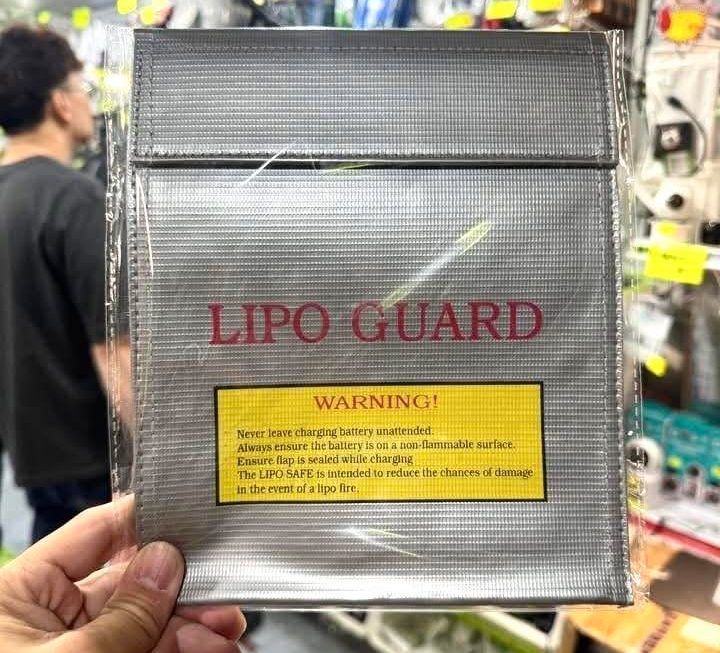 LIPO GUARD
WARNING!
Never leave charging battery unattended.
Always ensure the battery is on a non-flammable surface.
Ensure flap is sealed while charging
The LIPO SAFE is intended to reduce the chances of damage
in the event of a lipo fire.